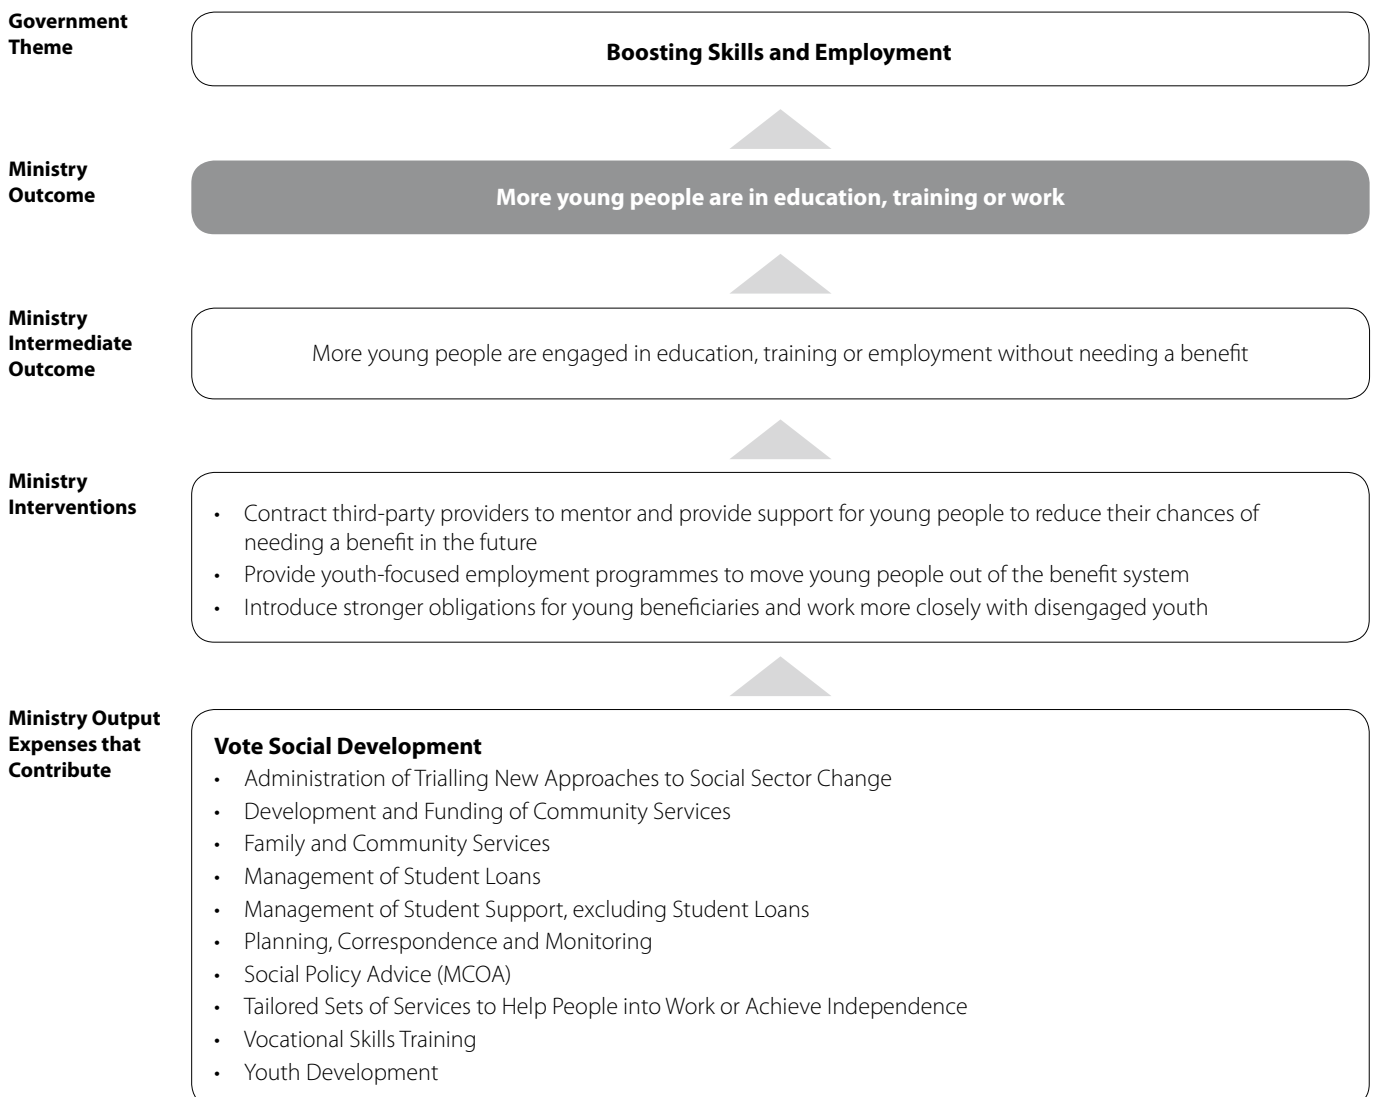 Government
Theme
Boosting Skills and Employment
Ministry
Outcome
More young people are in education, training or work
Ministry
Intermediate
Outcome
More young people are engaged in education, training or employment without needing a benefit
Ministry
Interventions
• Contract third-party providers to mentor and provide support for young people to reduce their chances of
needing a benefit in the future
• Provide youth-focused employment programmes to move young people out of the benefit system
• Introduce stronger obligations for young beneficiaries and work more closely with disengaged youth
Ministry Output
Expenses that
Contribute
Vote Social Development
• Administration of Trialling New Approaches to Social Sector Change
• Development and Funding of Community Services
• Family and Community Services
• Management of Student Loans
• Management of Student Support, excluding Student Loans
• Planning, Correspondence and Monitoring
• Social Policy Advice (MCOA)
• Tailored Sets of Services to Help People into Work or Achieve Independence
• Vocational Skills Training
• Youth Development